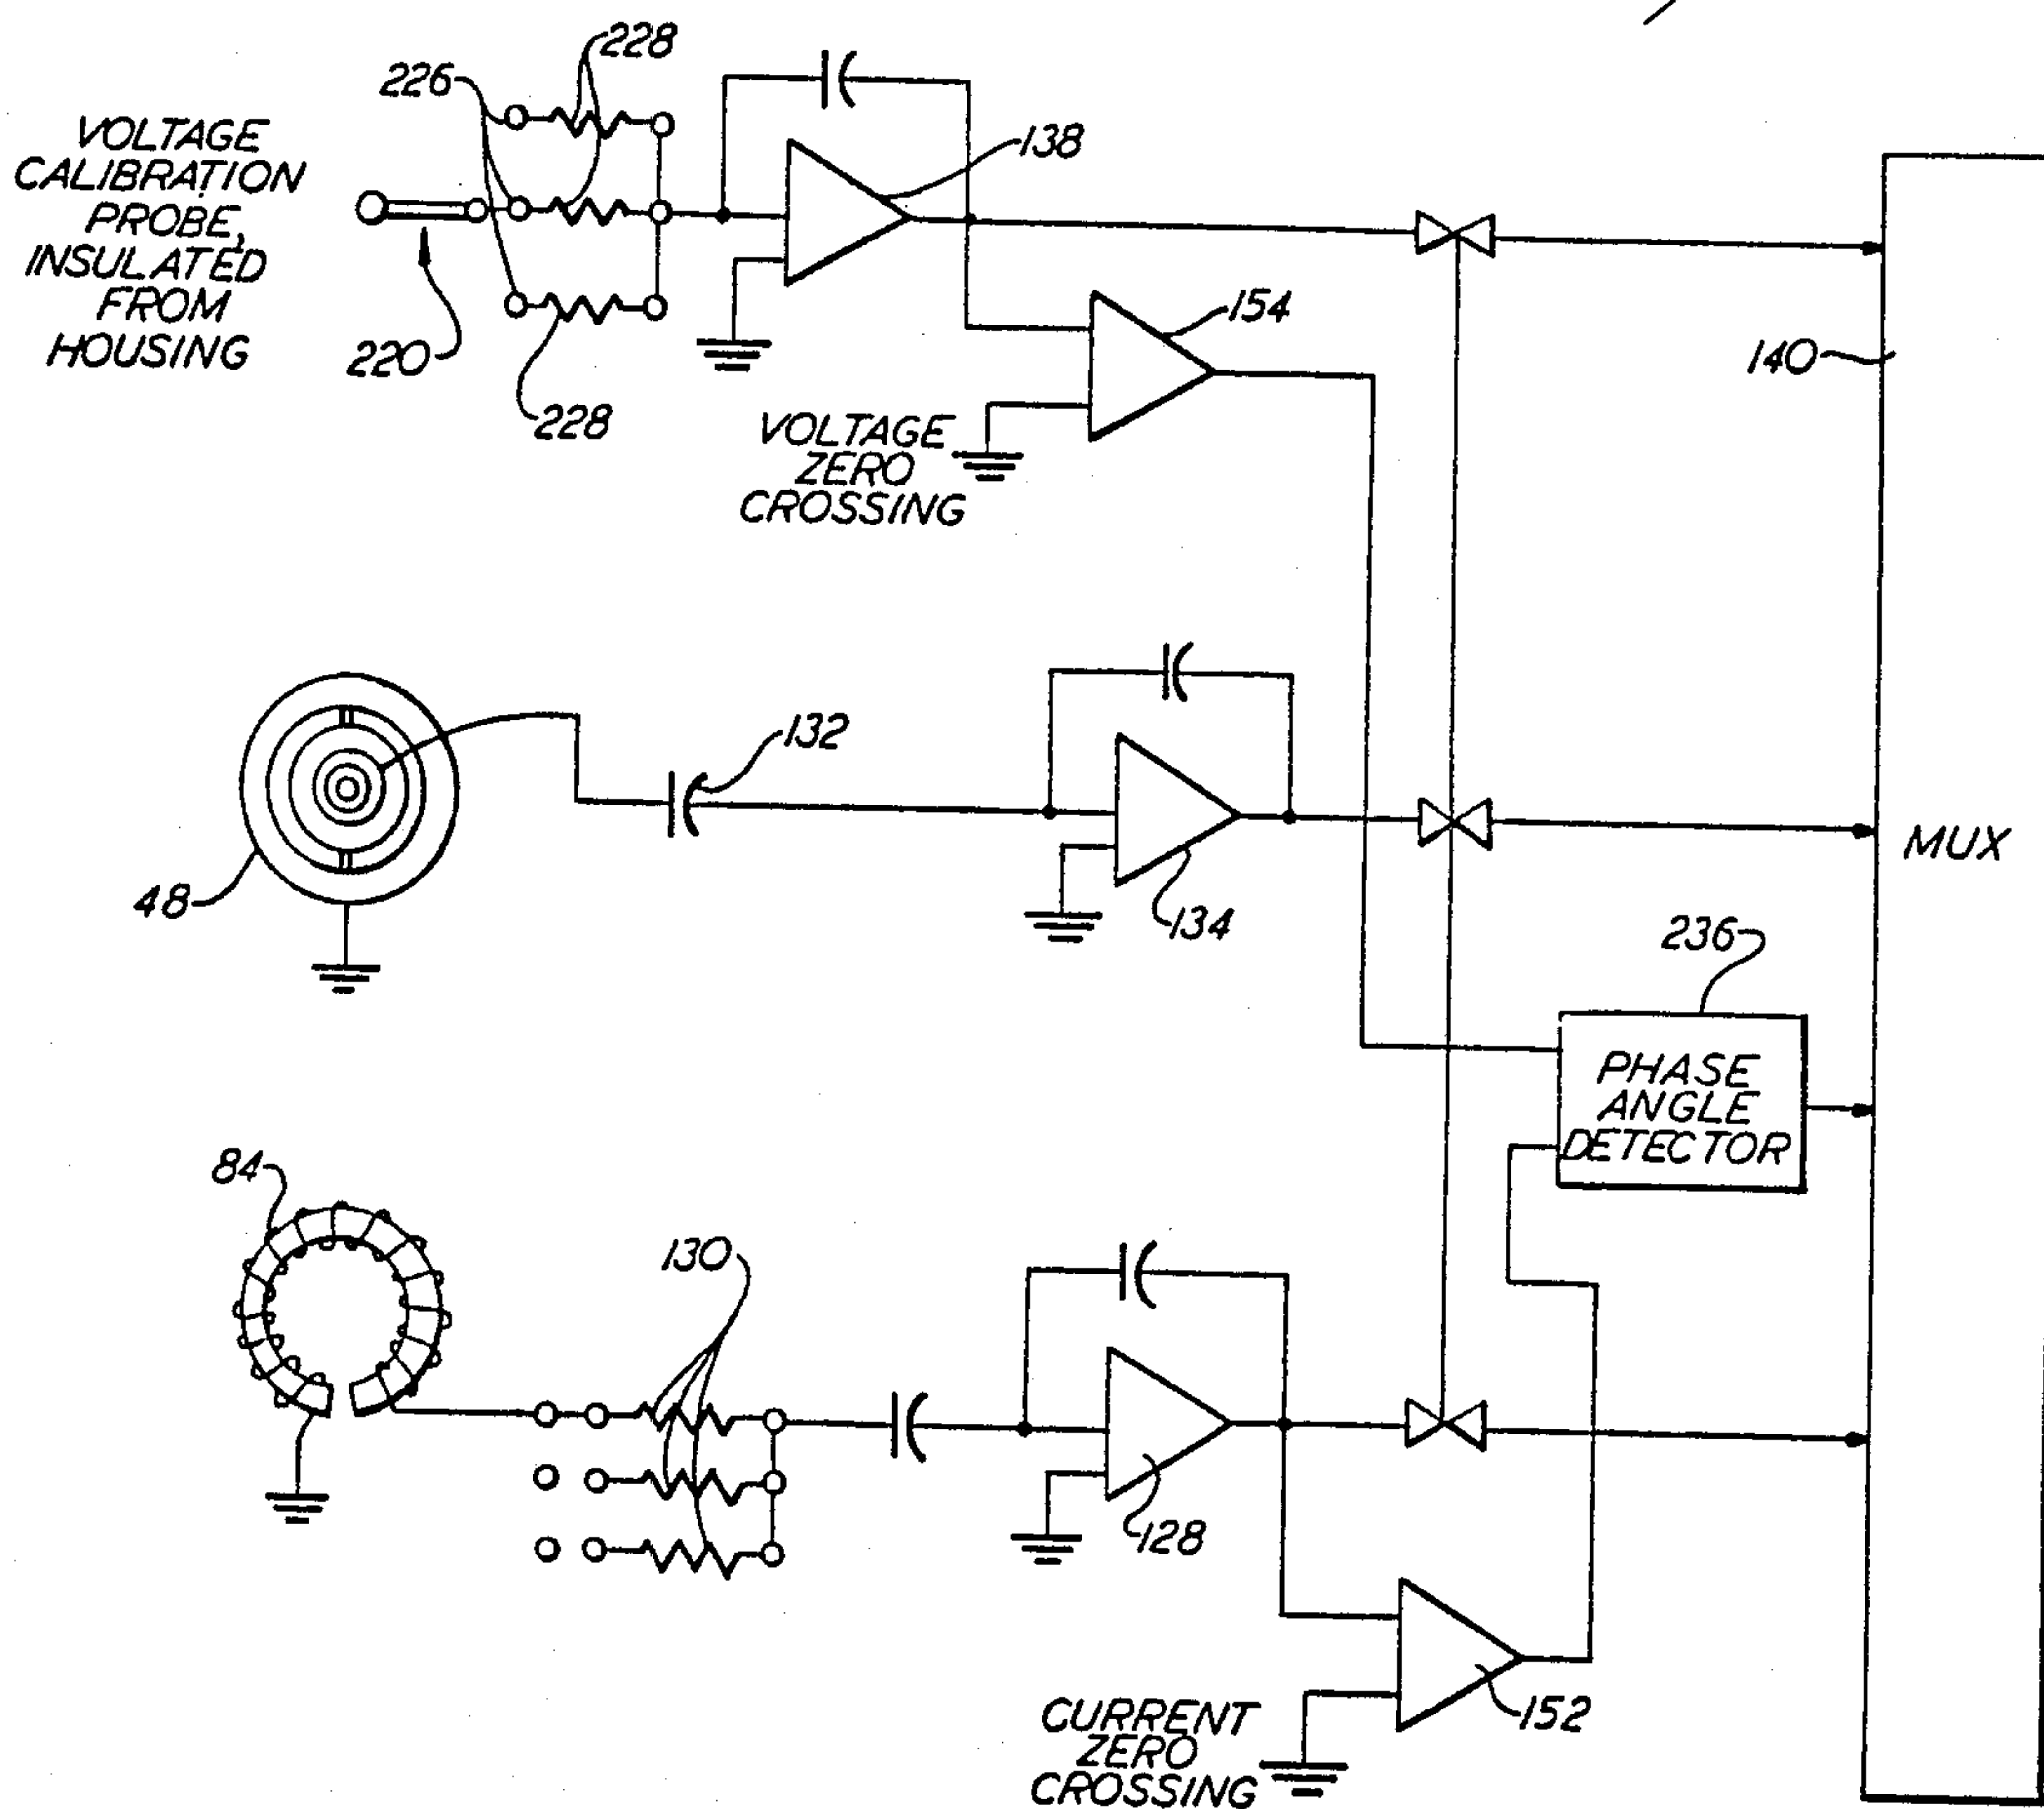 228
226
VOLTAGE
CALIBRATION
PROBE,
INSULATED
FROM
HOUSING
138
220
228
154
VOLTAGE
ZERO
CROSSING
140
132
48
134
MUX
236
PHASE
ANGLE
DETECTOR
84
130
128
152
CURRENT
ZERO
CROSSING